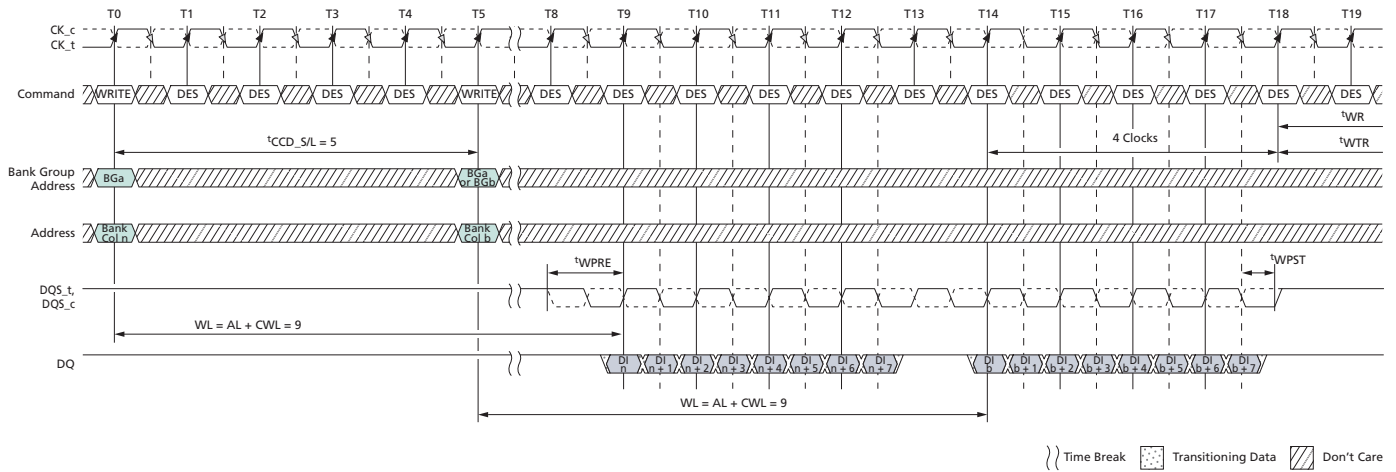 T0 T1 T2 T3 T4 T5 T8 T9 T10 T11 T12 T13 T14 T15 T16 T17 T18 T19
CK_c
CK_t
Command WRITE DES DES DES DES WRITE DES DES DES DES DES DES DES DES DES DES DES DES
tWR
tCCD_S/L = 5 4 Clocks tWTR
Bank Group
Address BGa BGa
or BGb
Address Bank
Col n Bank
Col b
tWPRE tWPST
DQS_t,
DQS_c
WL = AL + CWL = 9
DQ DI
n DI
n + 1 DI
n + 2 DI
n + 3 DI
n + 4 DI
n + 5 DI
n + 6 DI
n + 7 DI
b DI
b + 1 DI
b + 2 DI
b + 3 DI
b + 4 DI
b + 5 DI
b + 6 DI
b + 7
WL = AL + CWL = 9
Time Break Transitioning Data Don't Care